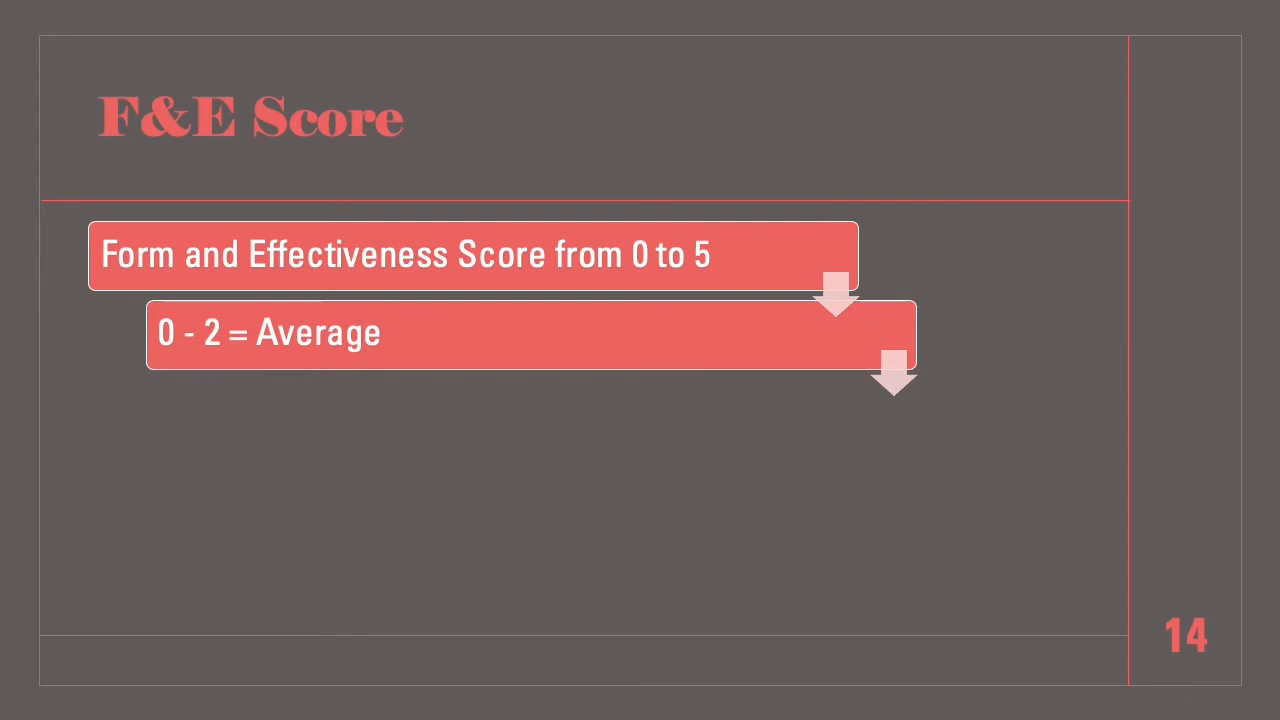 F&E Score
Form and Effectiveness Score from 0 to 5
0 - 2 = Average
14